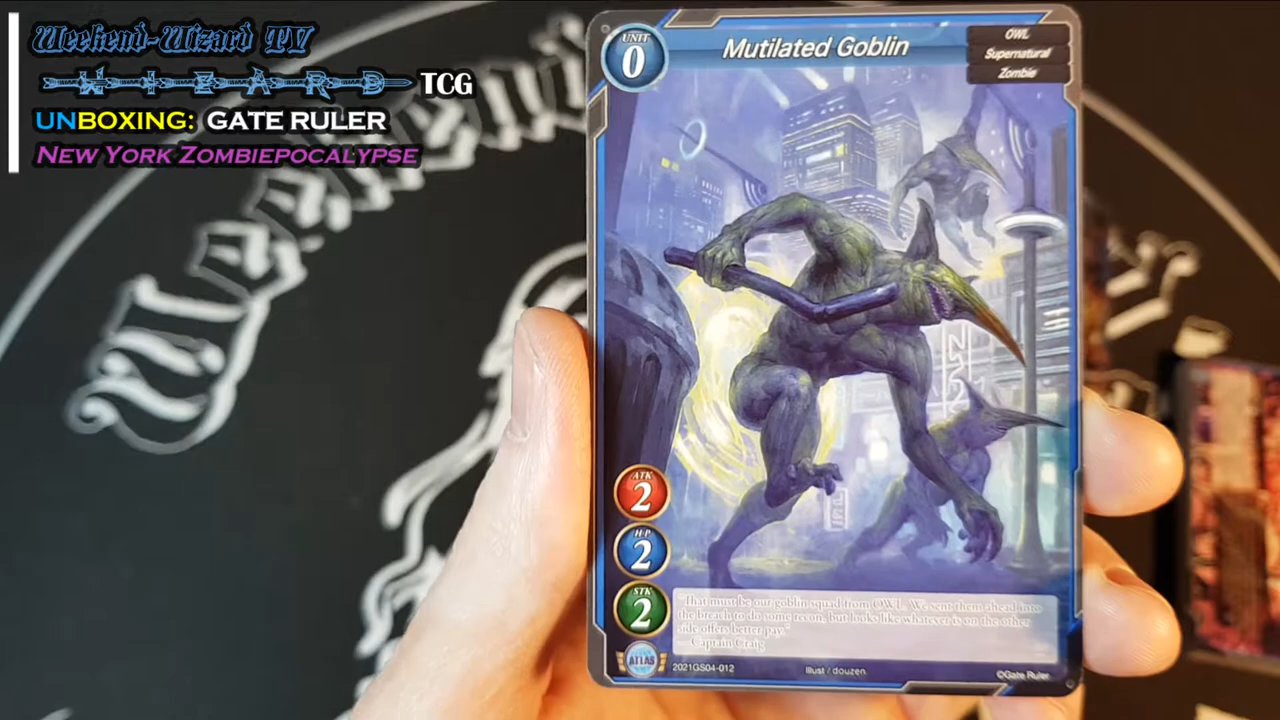 Weekend-Wizard TV
WIZARD TCG
UNBOXING: GATE RULER
NEW YORK ZOMBIEPOCALYPSE
UNIT
0
Mutilated Goblin
OWL
Supernatural
Zombie
ATK
2
HP
2
STK
2
"That must be our goblin squad from OWL. We sent them ahead into
the breach to do some recon, but looks like whatever is on the other
side offers better pay."
—Captain Craig
ATLAS
2021GS04-012
Illust / douzen
©Gate Ruler